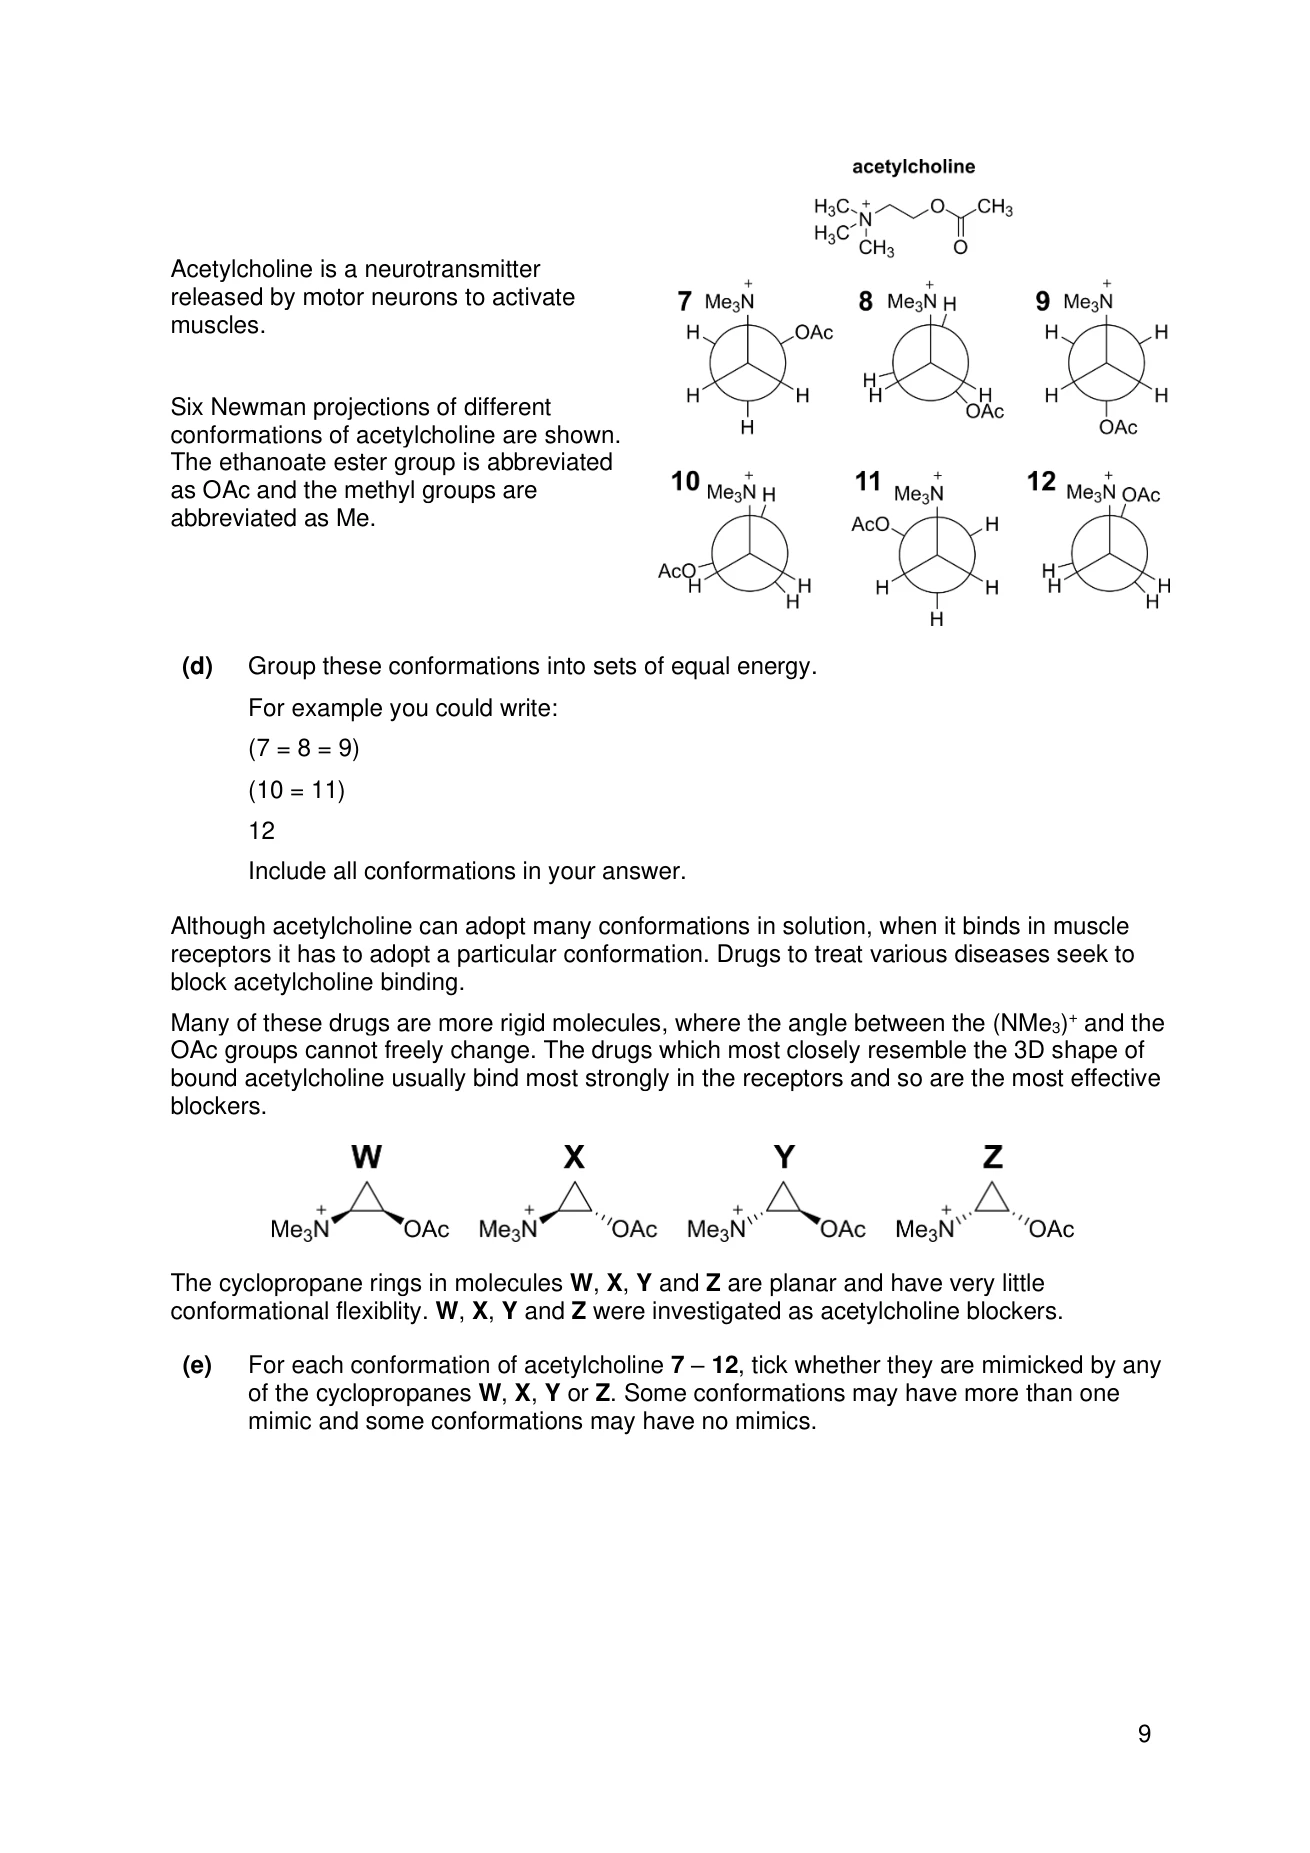 acetylcholine
H3C + O CH3
H3C N
CH3 O
Acetylcholine is a neurotransmitter
released by motor neurons to activate
muscles.
7 Me3N +
H OAc
H H
H
8 Me3N + H
H H
H OAc
9 Me3N +
H H
H H
OAc
Six Newman projections of different
conformations of acetylcholine are shown.
The ethanoate ester group is abbreviated
as OAc and the methyl groups are
abbreviated as Me.
10 Me3N + H
AcO H
H H
11 Me3N +
AcO H
H H
H
12 Me3N + OAc
H H
H H
(d) Group these conformations into sets of equal energy.
For example you could write:
(7 = 8 = 9)
(10 = 11)
12
Include all conformations in your answer.
Although acetylcholine can adopt many conformations in solution, when it binds in muscle
receptors it has to adopt a particular conformation. Drugs to treat various diseases seek to
block acetylcholine binding.
Many of these drugs are more rigid molecules, where the angle between the (NMe3)+ and the
OAc groups cannot freely change. The drugs which most closely resemble the 3D shape of
bound acetylcholine usually bind most strongly in the receptors and so are the most effective
blockers.
W X Y Z
Me3N + OAc Me3N + OAc Me3N + OAc Me3N + OAc
The cyclopropane rings in molecules W, X, Y and Z are planar and have very little
conformational flexiblity. W, X, Y and Z were investigated as acetylcholine blockers.
(e) For each conformation of acetylcholine 7 – 12, tick whether they are mimicked by any
of the cyclopropanes W, X, Y or Z. Some conformations may have more than one
mimic and some conformations may have no mimics.
9